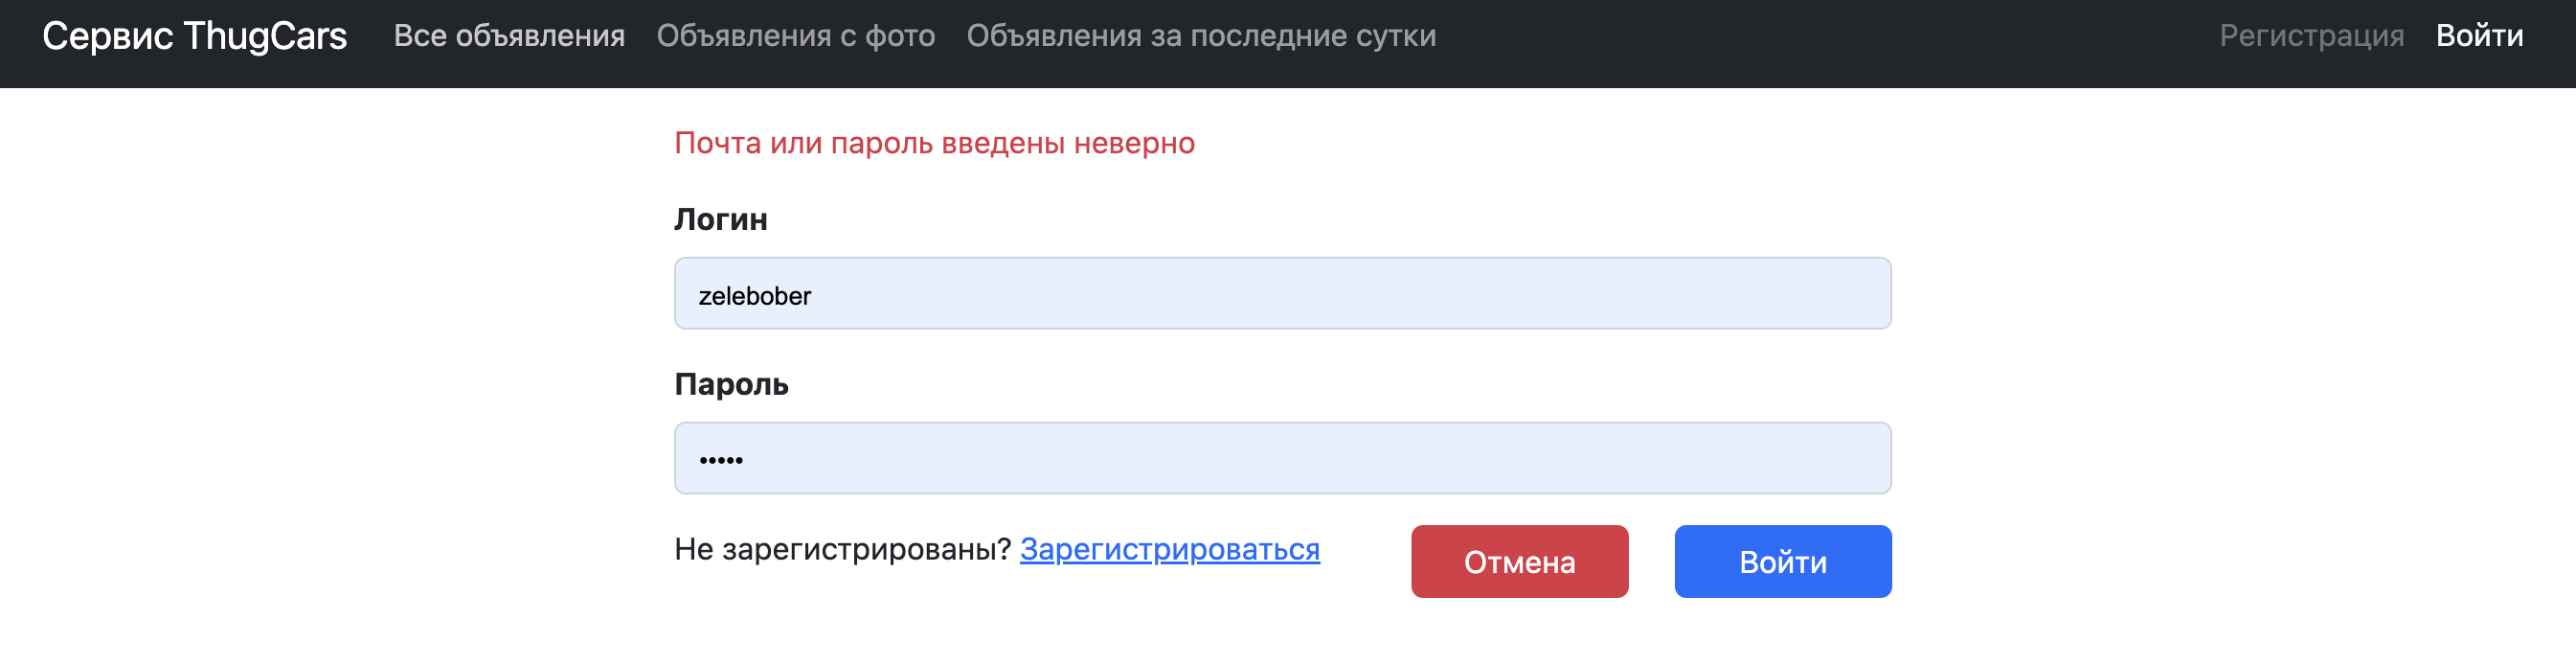 Сервис ThugCars Все объявления Объявления с фото Объявления за последние сутки Регистрация Войти
Почта или пароль введены неверно
Логин
zelebober
Пароль
•••••
Не зарегистрированы? Зарегистрироваться Отмена Войти